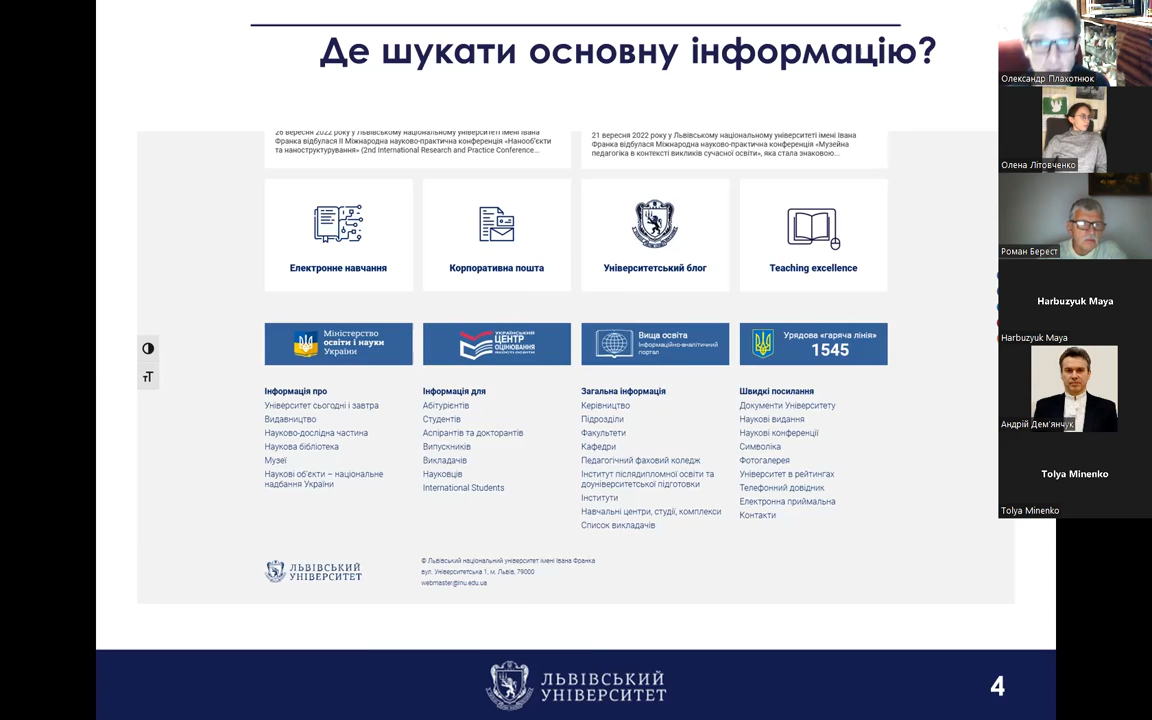 Де шукати основну інформацію?
26 вересня 2022 року у Львівському національному університеті імені Івана
Франка відбулася ІІ Міжнародна науково-практична конференція «Нанооб'єкти
та наноструктурування» (2nd International Research and Practice Conference...
21 вересня 2022 року у Львівському національному університеті імені Івана
Франка відбулася Міжнародна науково-практична конференція «Музейна
педагогіка в контексті викликів сучасної освіти», яка стала знаковою...
Електронне навчання
Корпоративна пошта
Університетський блог
Teaching excellence
Міністерство
освіти і науки
України
УКРАЇНСЬКИЙ
ЦЕНТР
ОЦІНЮВАННЯ
ЯКОСТІ ОСВІТИ
Вища освіта
інформаційно-аналітичний
портал
Урядова «гаряча лінія»
1545
Інформація про
Університет сьогодні і завтра
Видавництво
Науково-дослідна частина
Наукова бібліотека
Музеї
Наукові об'єкти – національне
надбання України
Інформація для
Абітурієнтів
Студентів
Аспірантів та докторантів
Випускників
Викладачів
Науковців
International Students
Загальна інформація
Керівництво
Підрозділи
Факультети
Кафедри
Педагогічний фаховий коледж
Інститут післядипломної освіти та
доуніверситетської підготовки
Інститути
Навчальні центри, студії, комплекси
Список викладачів
Швидкі посилання
Документи Університету
Наукові видання
Наукові конференції
Символіка
Фотогалерея
Університет в рейтингах
Телефонний довідник
Електронна приймальна
Контакти
ЛЬВІВСЬКИЙ
УНІВЕРСИТЕТ
© Львівський національний університет імені Івана Франка
вул. Університетська 1, м. Львів, 79000
webmaster@lnu.edu.ua
ЛЬВІВСЬКИЙ
УНІВЕРСИТЕТ
4
Олександр Плахотнюк
Олена Літовченко
Роман Берест
Harbuzyuk Maya
Harbuzyuk Maya
Андрій Дем'янчук
Tolya Minenko
Tolya Minenko